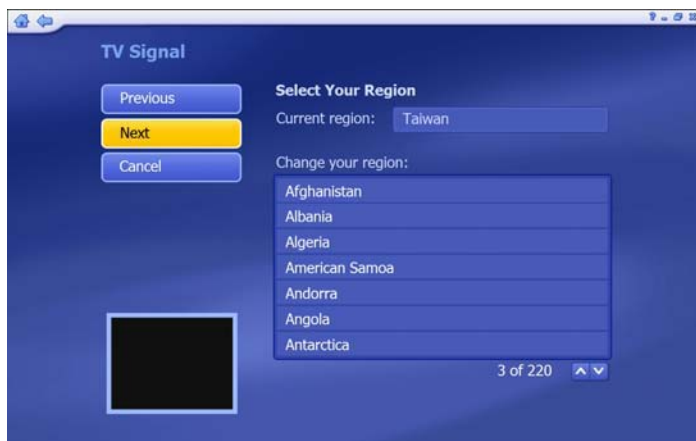 TV Signal
Previous
Next
Cancel
Select Your Region
Current region: Taiwan
Change your region:
Afghanistan
Albania
Algeria
American Samoa
Andorra
Angola
Antarctica
3 of 220